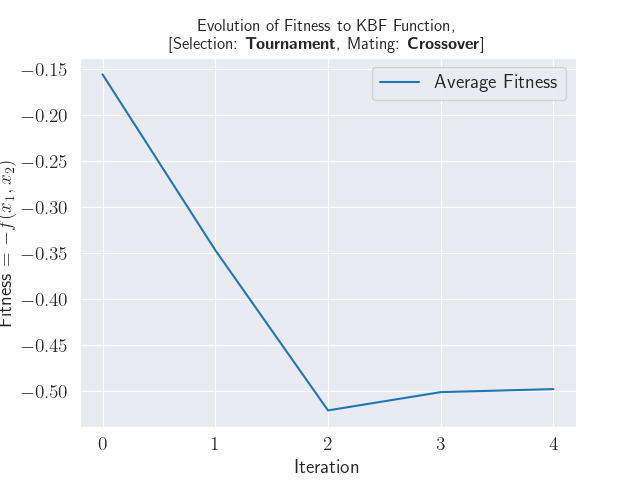 Evolution of Fitness to KBF Function,
[Selection: Tournament, Mating: Crossover]
Average Fitness
−0.15
−0.20
−0.25
−0.30
−0.35
−0.40
−0.45
−0.50
Fitness = −f(x₁, x₂)
0 1 2 3 4
Iteration